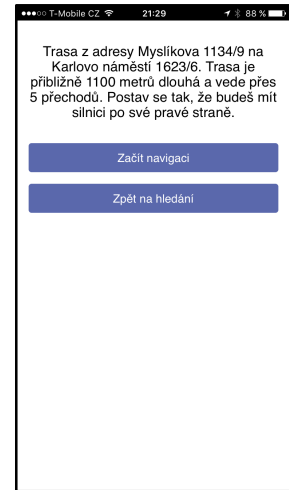 T-Mobile CZ 21:29 88 %
Trasa z adresy Myslíkova 1134/9 na
Karlovo náměstí 1623/6. Trasa je
přibližně 1100 metrů dlouhá a vede přes
5 přechodů. Postav se tak, že budeš mít
silnici po své pravé straně.
Začít navigaci
Zpět na hledání